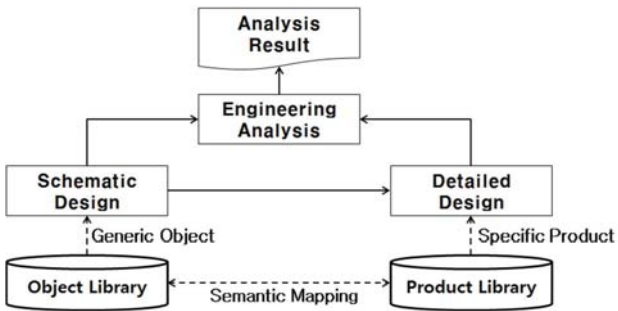 Analysis
Result
Engineering
Analysis
Schematic
Design
Detailed
Design
Generic Object
Specific Product
Object Library
Semantic Mapping
Product Library